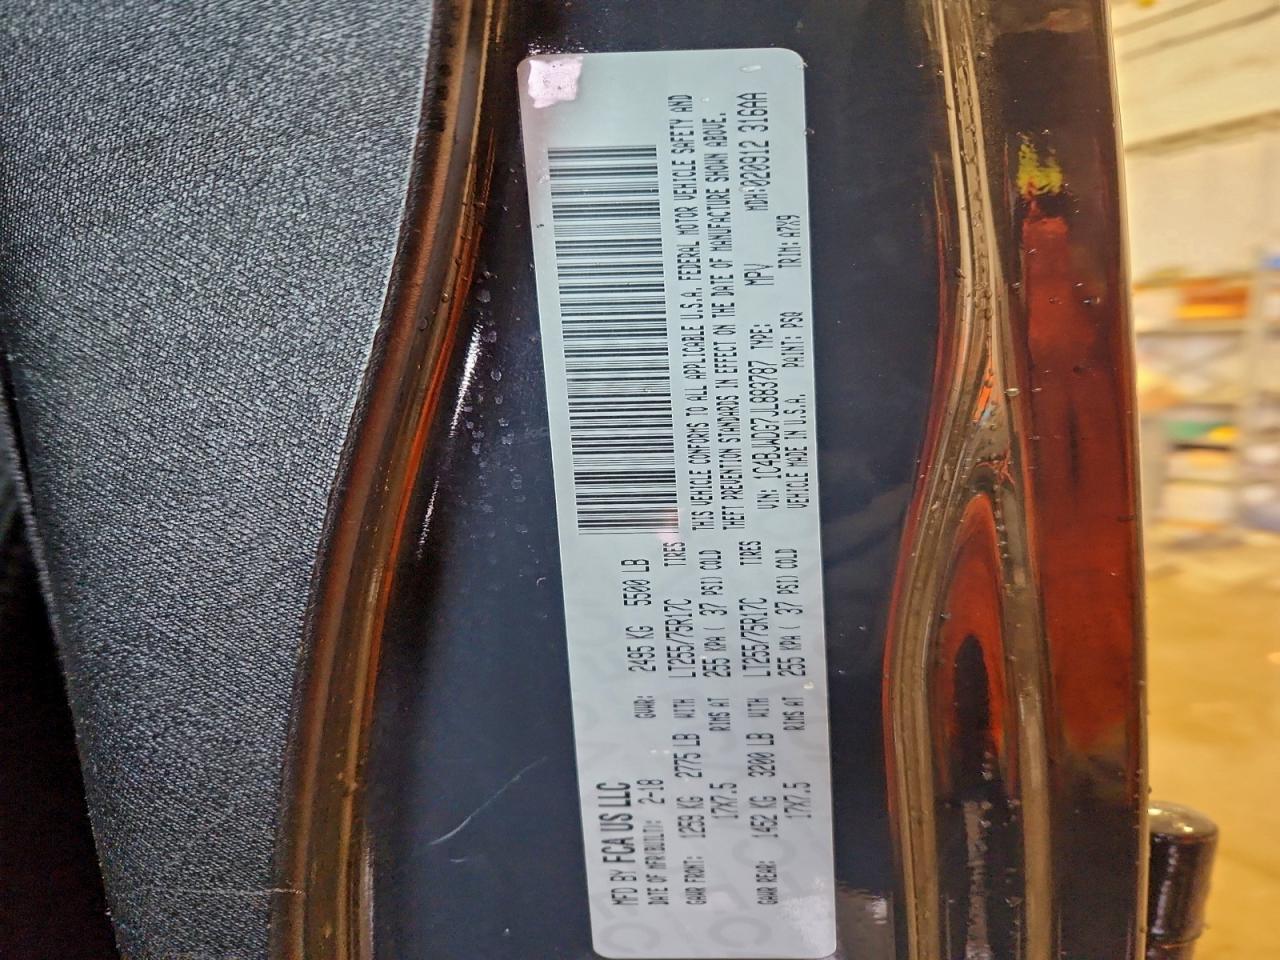 MFD BY FCA US LLC
DATE OF MFR(BUILT): 2-18 GVWR: 2495 KG 5500 LB
GAWR FRONT: 1259 KG 2775 LB WITH LT255/75R17C TIRES
17X7.5 RIMS AT 255 KPA ( 37 PSI) COLD
GAWR REAR: 1452 KG 3200 LB WITH LT255/75R17C TIRES
17X7.5 RIMS AT 255 KPA ( 37 PSI) COLD
THIS VEHICLE CONFORMS TO ALL APPLICABLE U.S.A. FEDERAL MOTOR VEHICLE SAFETY AND
THEFT PREVENTION STANDARDS IN EFFECT ON THE DATE OF MANUFACTURE SHOWN ABOVE.
VIN: 1C4BJWDG7JL883787 TYPE: MPV MDH:020912 316AA
VEHICLE MADE IN U.S.A. PAINT: PSQ TRIM: A7X9